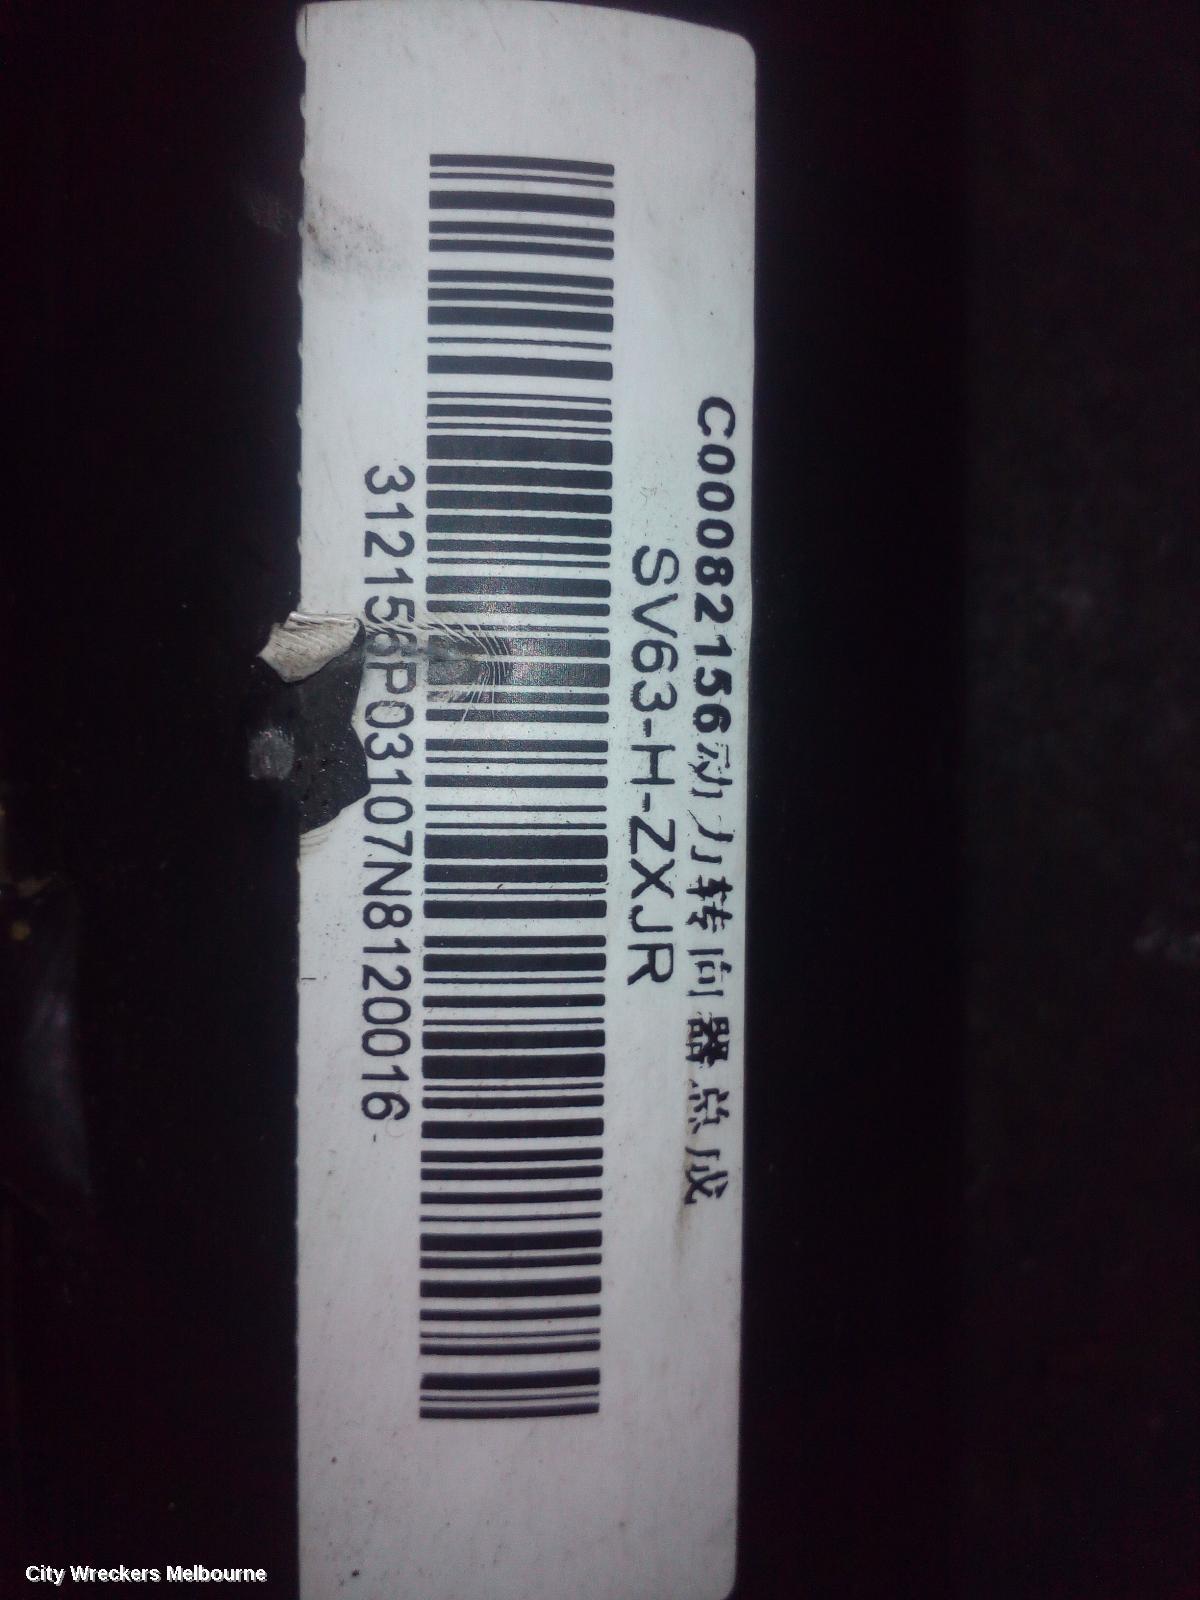 C00082156动力转向器总成
SV63-H-ZXJR
312156P03107N8120016
City Wreckers Melbourne